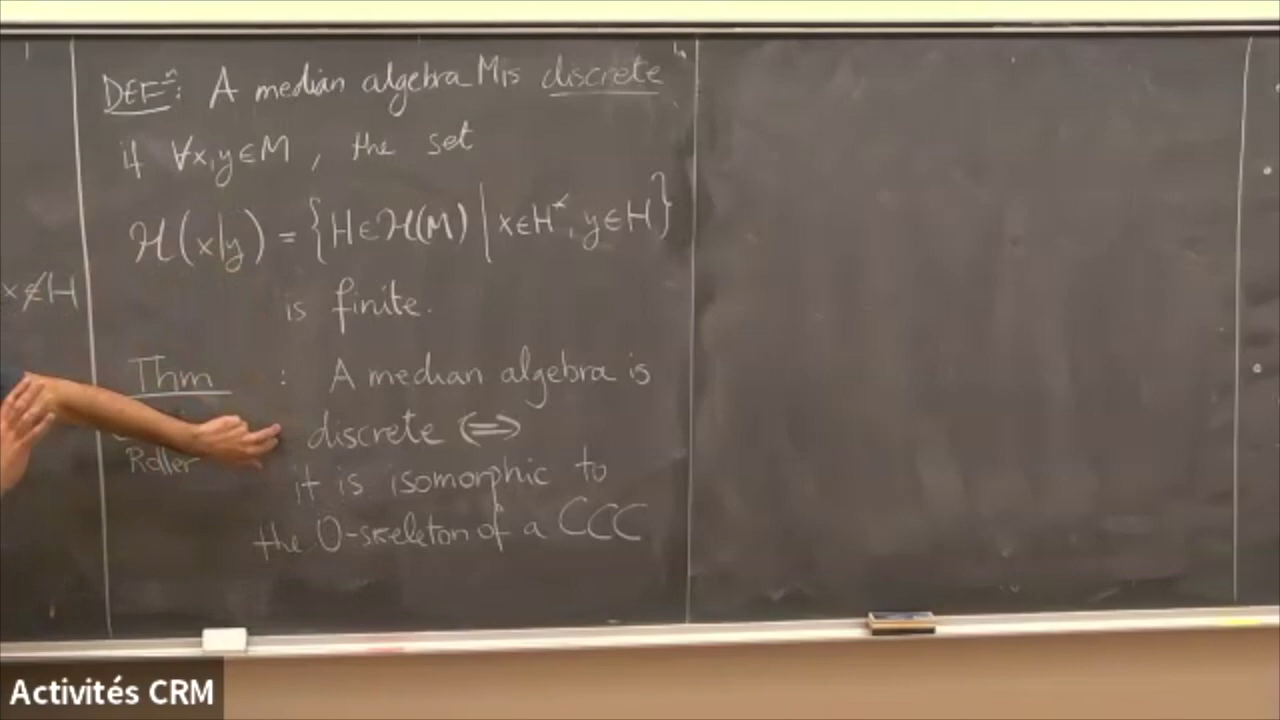 DEFⁿ: A median algebra M is discrete
if ∀x,y∈M, the set
H(x|y) = {H∈H(M) | x∈H*, y∈H}
is finite.
x∉H
Thm : A median algebra is
discrete ⟺
Roller
it is isomorphic to
the 0-skeleton of a CCC
Activités CRM